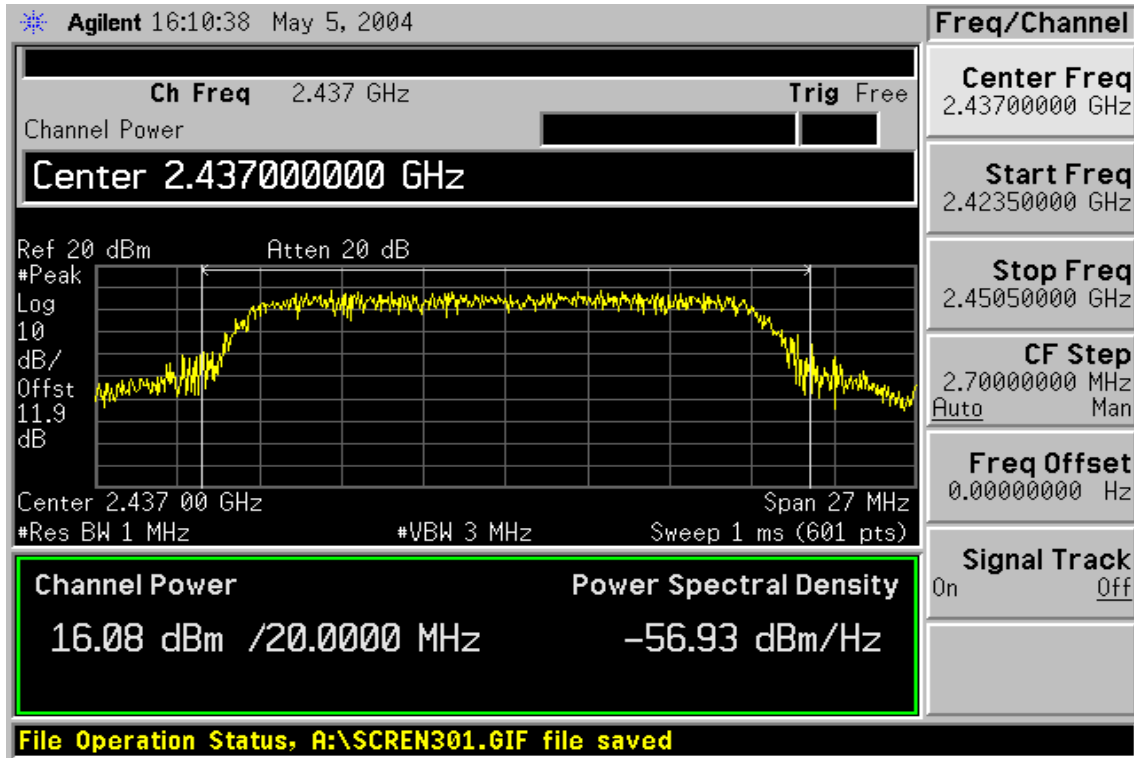 Agilent 16:10:38 May 5, 2004
Freq/Channel
Ch Freq 2.437 GHz
Trig Free
Channel Power
Center 2.437000000 GHz
Ref 20 dBm
Atten 20 dB
#Peak
Log
10
dB/
Offst
11.9
dB
Center 2.437 00 GHz
Span 27 MHz
#Res BW 1 MHz
#VBW 3 MHz
Sweep 1 ms (601 pts)
Channel Power
Power Spectral Density
16.08 dBm /20.0000 MHz
-56.93 dBm/Hz
Center Freq
2.43700000 GHz
Start Freq
2.42350000 GHz
Stop Freq
2.45050000 GHz
CF Step
2.70000000 MHz
Auto Man
Freq Offset
0.00000000 Hz
Signal Track
On Off
File Operation Status, A:\SCREN301.GIF file saved